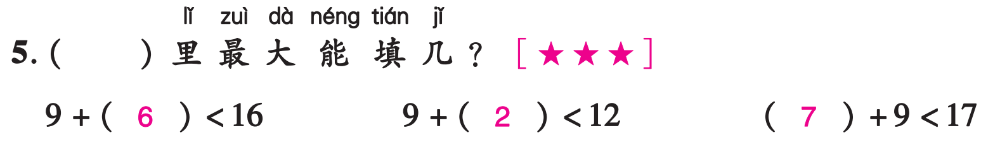 lǐ zuì dà néng tián jǐ
5.(      )里最大能填几?[★★★]
9+( 6 )<16 9+( 2 )<12 ( 7 )+9<17